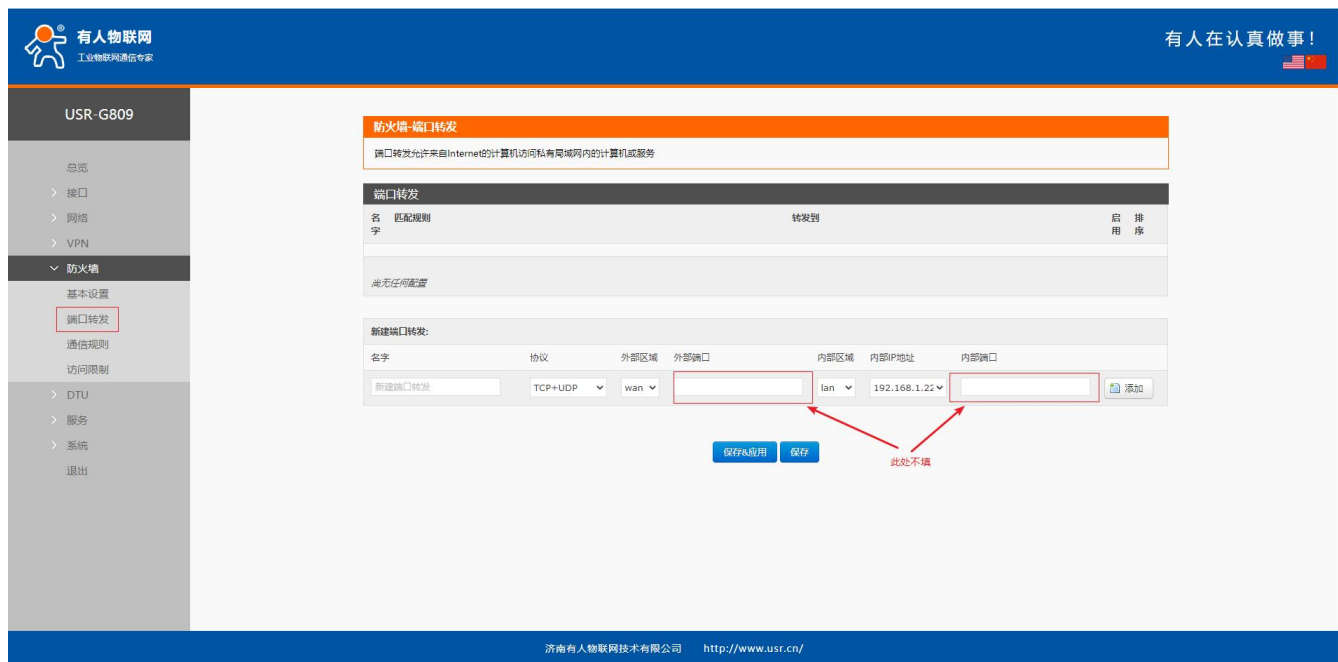 有人物联网
工业物联网通信专家
有人在认真做事！
USR-G809
总览
接口
网络
VPN
防火墙
基本设置
端口转发
通信规则
访问限制
DTU
服务
系统
退出
防火墙-端口转发
端口转发允许来自Internet的计算机访问私有局域网内的计算机或服务
端口转发
名字 匹配规则 转发到 启用 排序
尚无任何配置
新建端口转发:
名字 协议 外部区域 外部端口 内部区域 内部IP地址 内部端口
新建端口转发 TCP+UDP wan lan 192.168.1.22 添加
保存&应用 保存
此处不填
济南有人物联网技术有限公司 http://www.usr.cn/